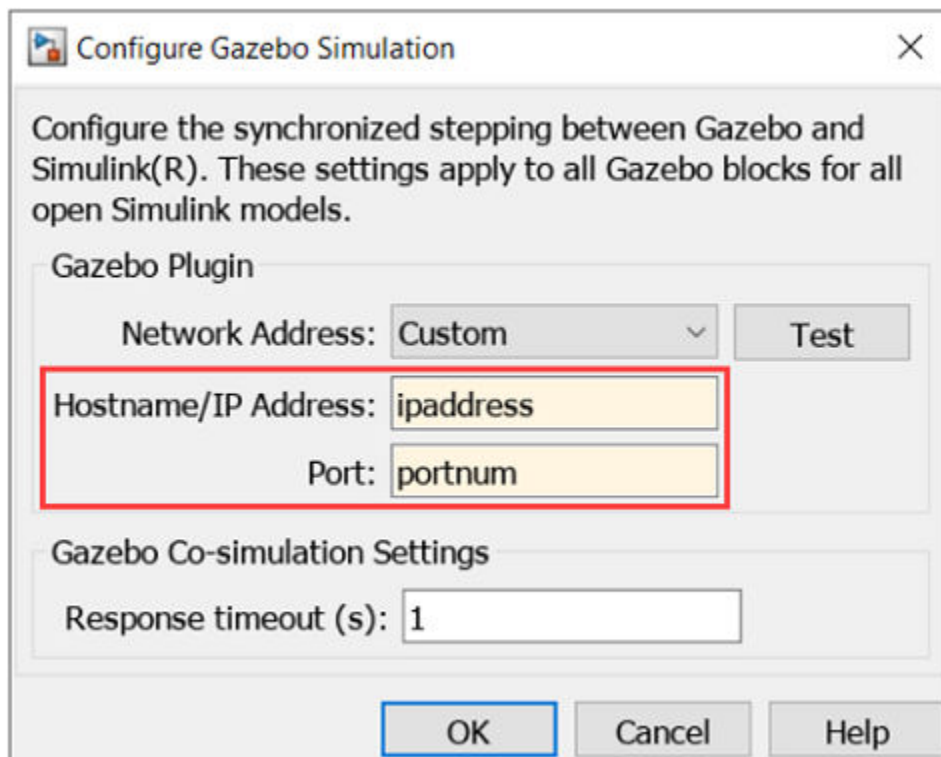 Configure Gazebo Simulation
Configure the synchronized stepping between Gazebo and
Simulink(R). These settings apply to all Gazebo blocks for all
open Simulink models.
Gazebo Plugin
Network Address: Custom Test
Hostname/IP Address: ipaddress
Port: portnum
Gazebo Co-simulation Settings
Response timeout (s): 1
OK Cancel Help